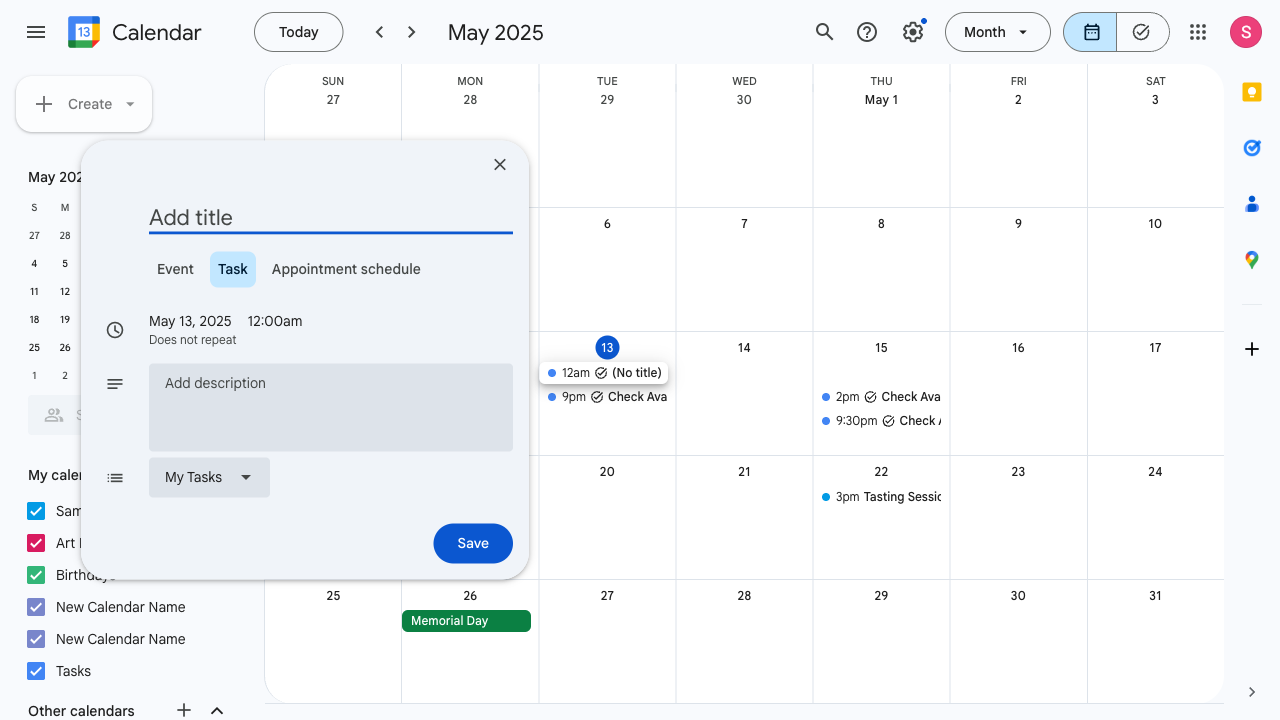 13
Calendar
Today
May 2025
Month
S
Create
SUN
MON
TUE
WED
THU
FRI
SAT
27
28
29
30
May 1
2
3
May 202
S
M
27
28
4
5
11
12
18
19
25
26
1
2
My caler
Sam
Art
Birthdays
New Calendar Name
New Calendar Name
Tasks
Other calendars
Add title
Event
Task
Appointment schedule
May 13, 2025
12:00am
Does not repeat
Add description
My Tasks
Save
6
7
8
9
10
13
14
15
16
17
12am (No title)
9pm Check Ava
2pm Check Ava
9:30pm Check A
20
21
22
23
24
3pm Tasting Sessio
25
26
27
28
29
30
31
Memorial Day